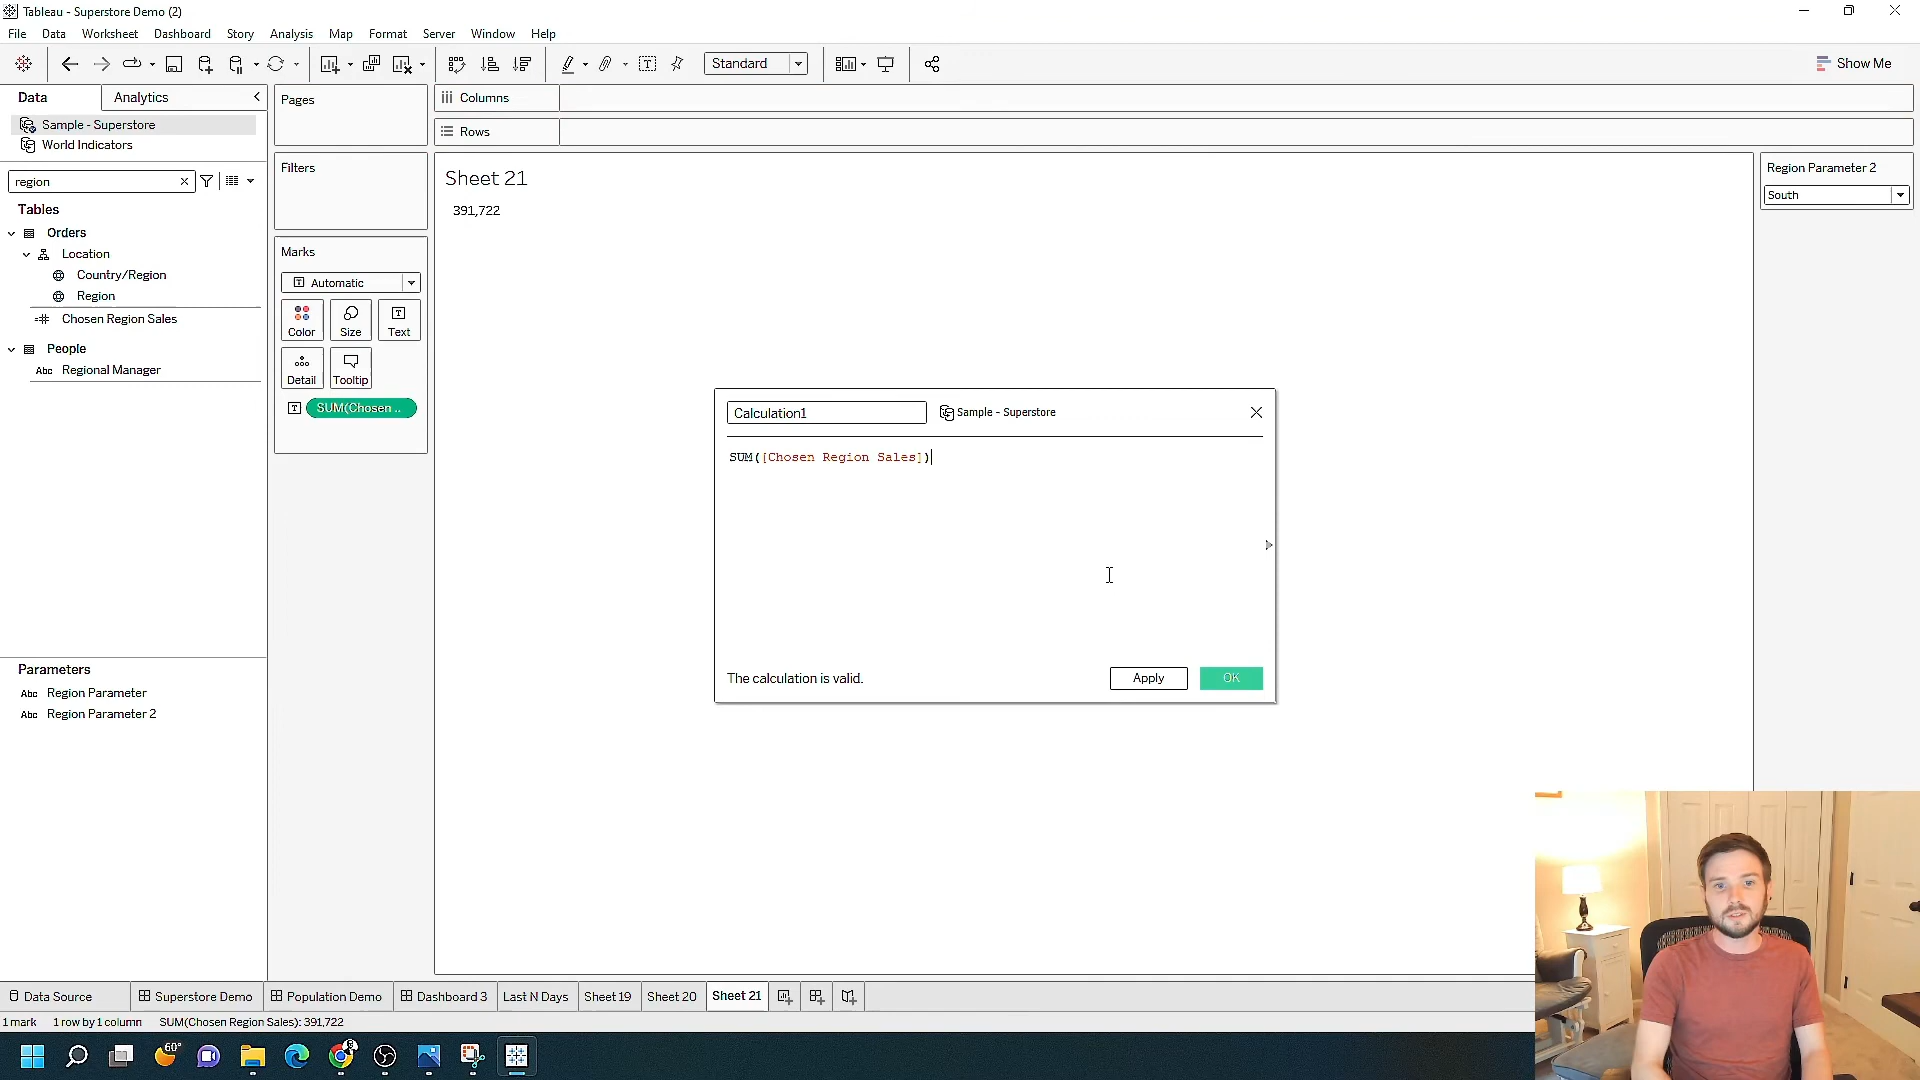 Tableau - Superstore Demo (2)
File Data Worksheet Dashboard Story Analysis Map Format Server Window Help
Standard
Show Me
Data
Analytics
Sample - Superstore
World Indicators
region
Tables
Orders
Location
Country/Region
Region
Chosen Region Sales
People
Abc Regional Manager
Parameters
Abc Region Parameter
Abc Region Parameter 2
Pages
Filters
Marks
Automatic
Color
Size
Text
Detail
Tooltip
SUM(Chosen ..
Columns
Rows
Sheet 21
391,722
Region Parameter 2
South
Calculation1
Sample - Superstore
SUM([Chosen Region Sales])
The calculation is valid.
Apply
OK
Data Source
Superstore Demo
Population Demo
Dashboard 3
Last N Days
Sheet 19
Sheet 20
Sheet 21
1 mark 1 row by 1 column SUM(Chosen Region Sales): 391,722
60°